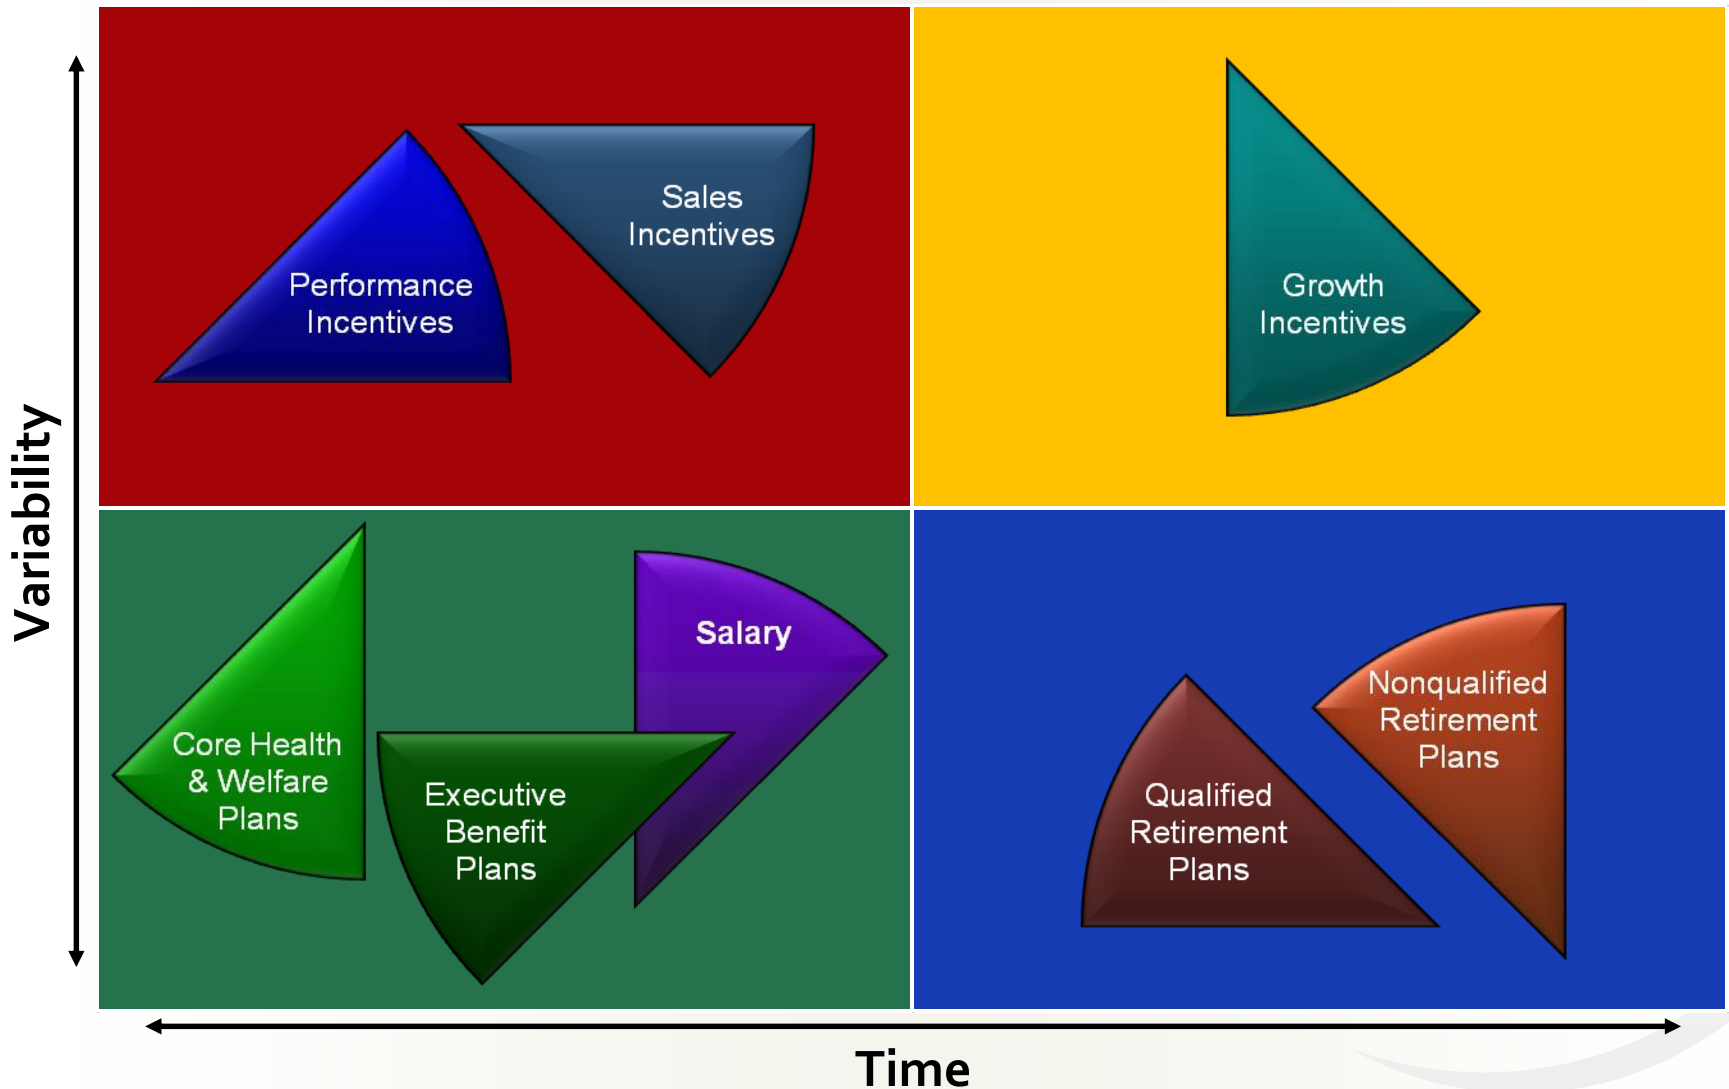 Variability
Performance
Incentives
Sales
Incentives
Growth
Incentives
Core Health
& Welfare
Plans
Executive
Benefit
Plans
Salary
Qualified
Retirement
Plans
Nonqualified
Retirement
Plans
Time